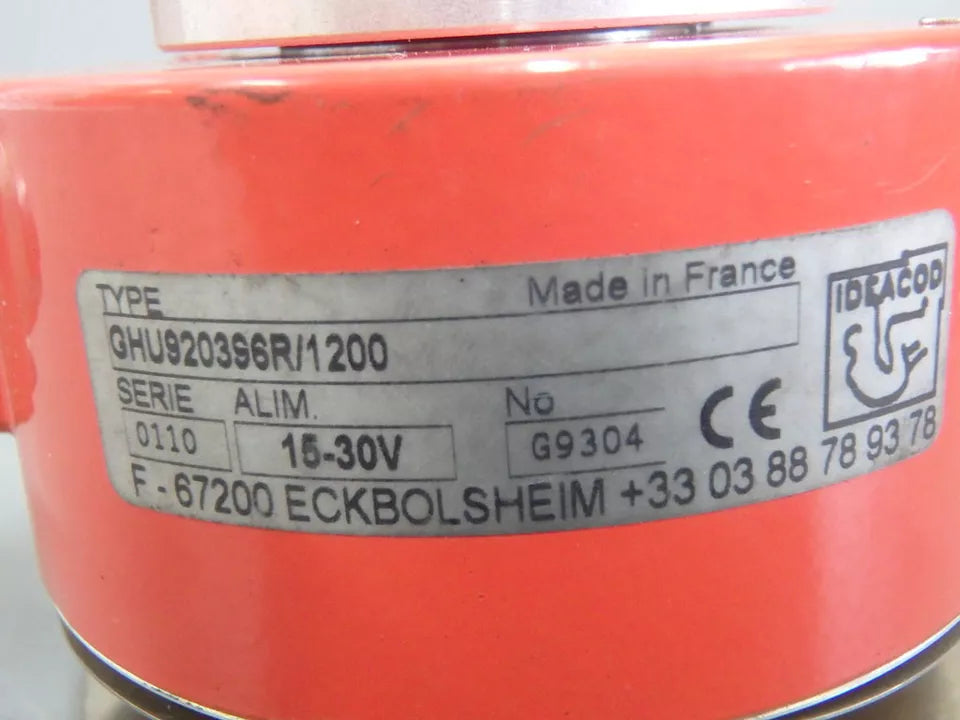 TYPE
Made in France
IDEACOD
GHU920396R/1200
SERIE ALIM. No
0110 15-30V G9304 CE
F - 67200 ECKBOLSHEIM +33 03 88 78 93 78